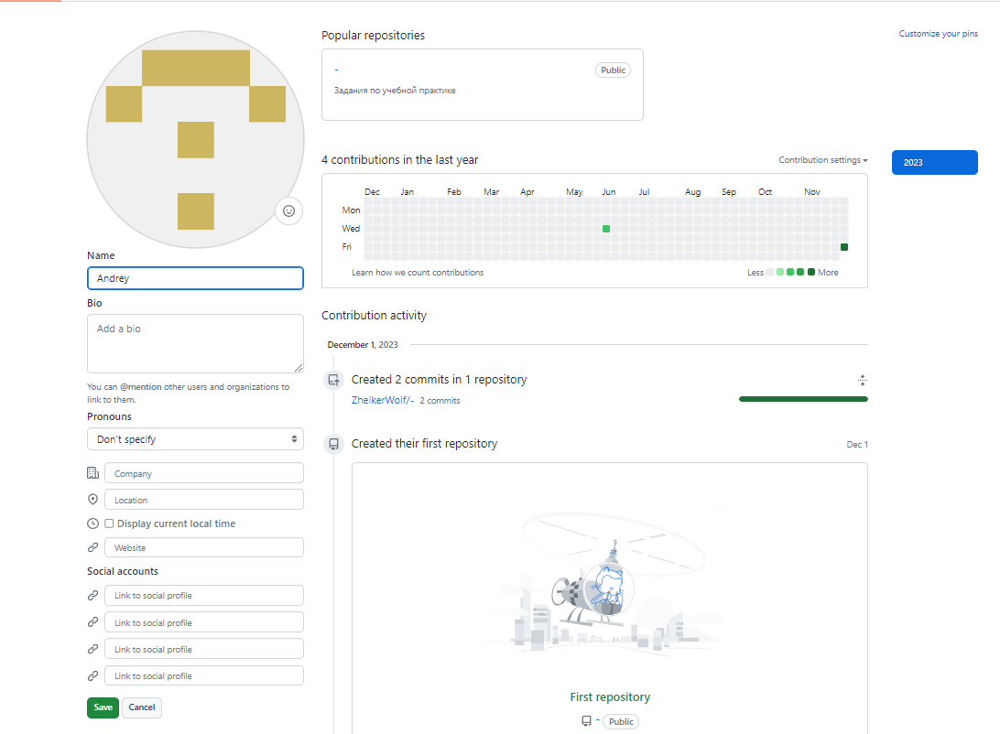 Popular repositories
Customize your pins
-
Public
Задания по учебной практике
4 contributions in the last year
Contribution settings
2023
Dec Jan Feb Mar Apr May Jun Jul Aug Sep Oct Nov
Mon
Wed
Fri
Learn how we count contributions
Less
More
Name
Andrey
Bio
Add a bio
You can @mention other users and organizations to
link to them.
Pronouns
Don't specify
Company
Location
Display current local time
Website
Social accounts
Link to social profile
Link to social profile
Link to social profile
Link to social profile
Save
Cancel
Contribution activity
December 1, 2023
Created 2 commits in 1 repository
ZheikerWolf/- 2 commits
Created their first repository
Dec 1
First repository
- Public